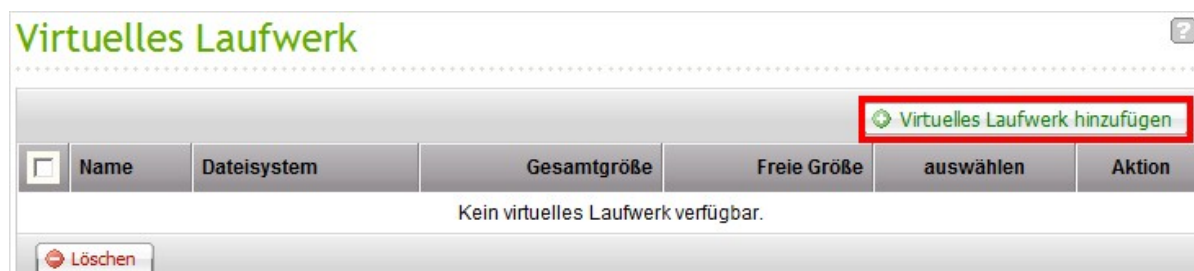 Virtuelles Laufwerk
?
Virtuelles Laufwerk hinzufügen
Name Dateisystem Gesamtgröße Freie Größe auswählen Aktion
Kein virtuelles Laufwerk verfügbar.
Löschen